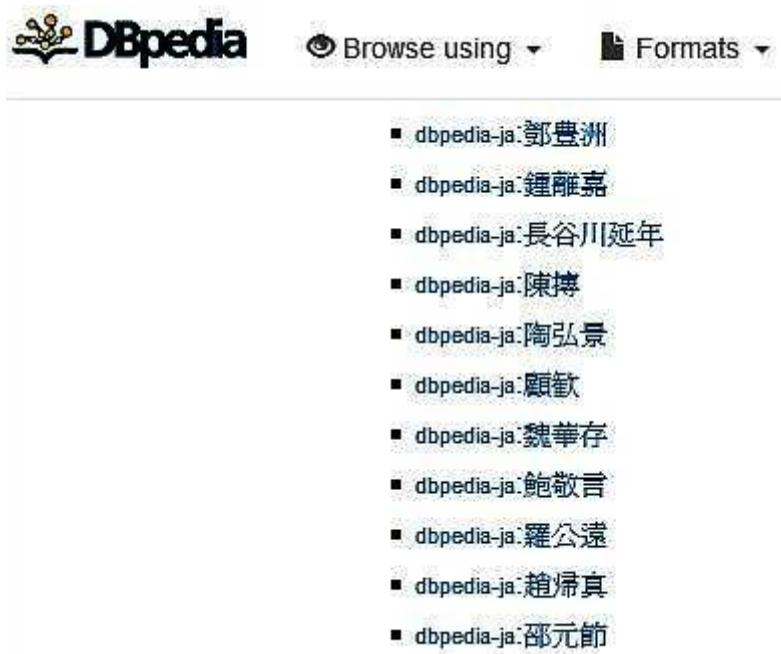 DBpedia Browse using Formats
dbpedia-ja:鄧豊洲
dbpedia-ja:鍾離嘉
dbpedia-ja:長谷川延年
dbpedia-ja:陳摶
dbpedia-ja:陶弘景
dbpedia-ja:顧歓
dbpedia-ja:魏華存
dbpedia-ja:鮑敬言
dbpedia-ja:羅公遠
dbpedia-ja:趙帰真
dbpedia-ja:邵元節